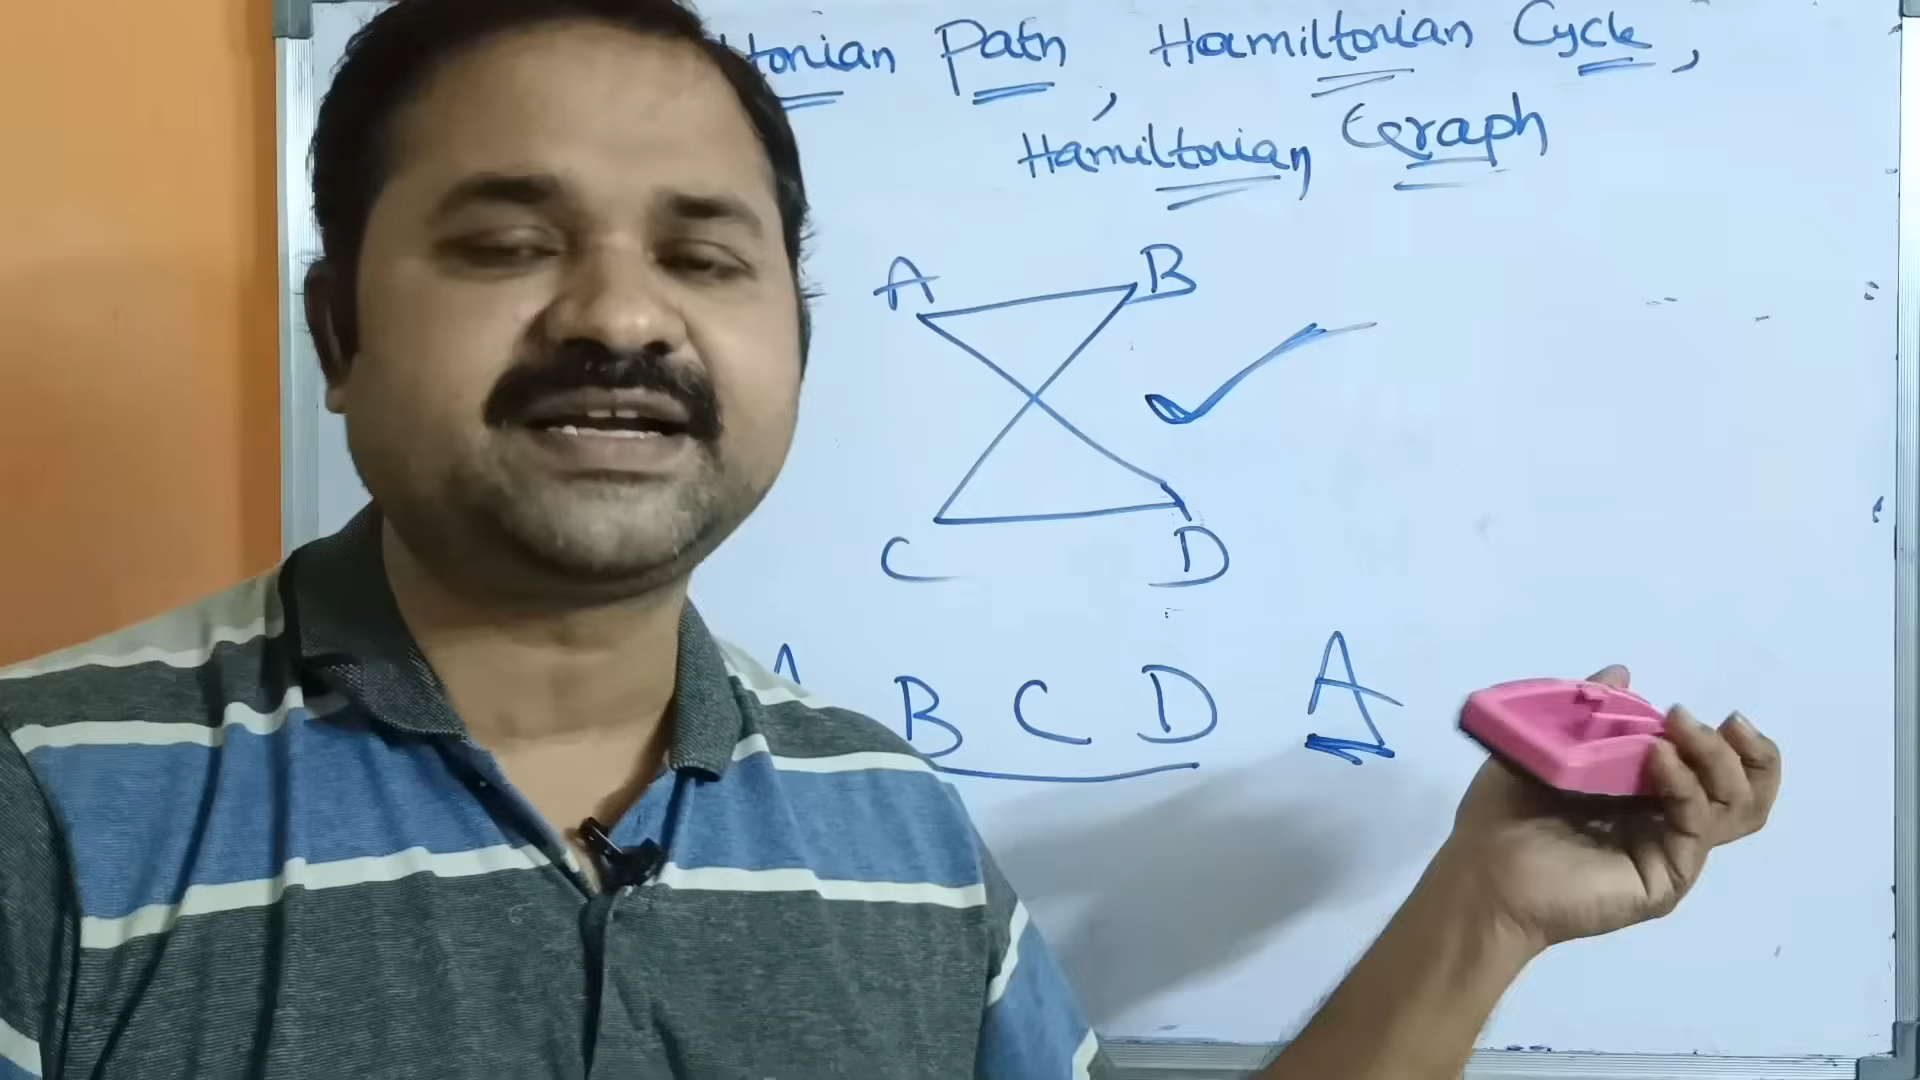 tonian Path, Hamiltonian Cycle,
Hamiltonian Graph
A B
C D
A B C D A